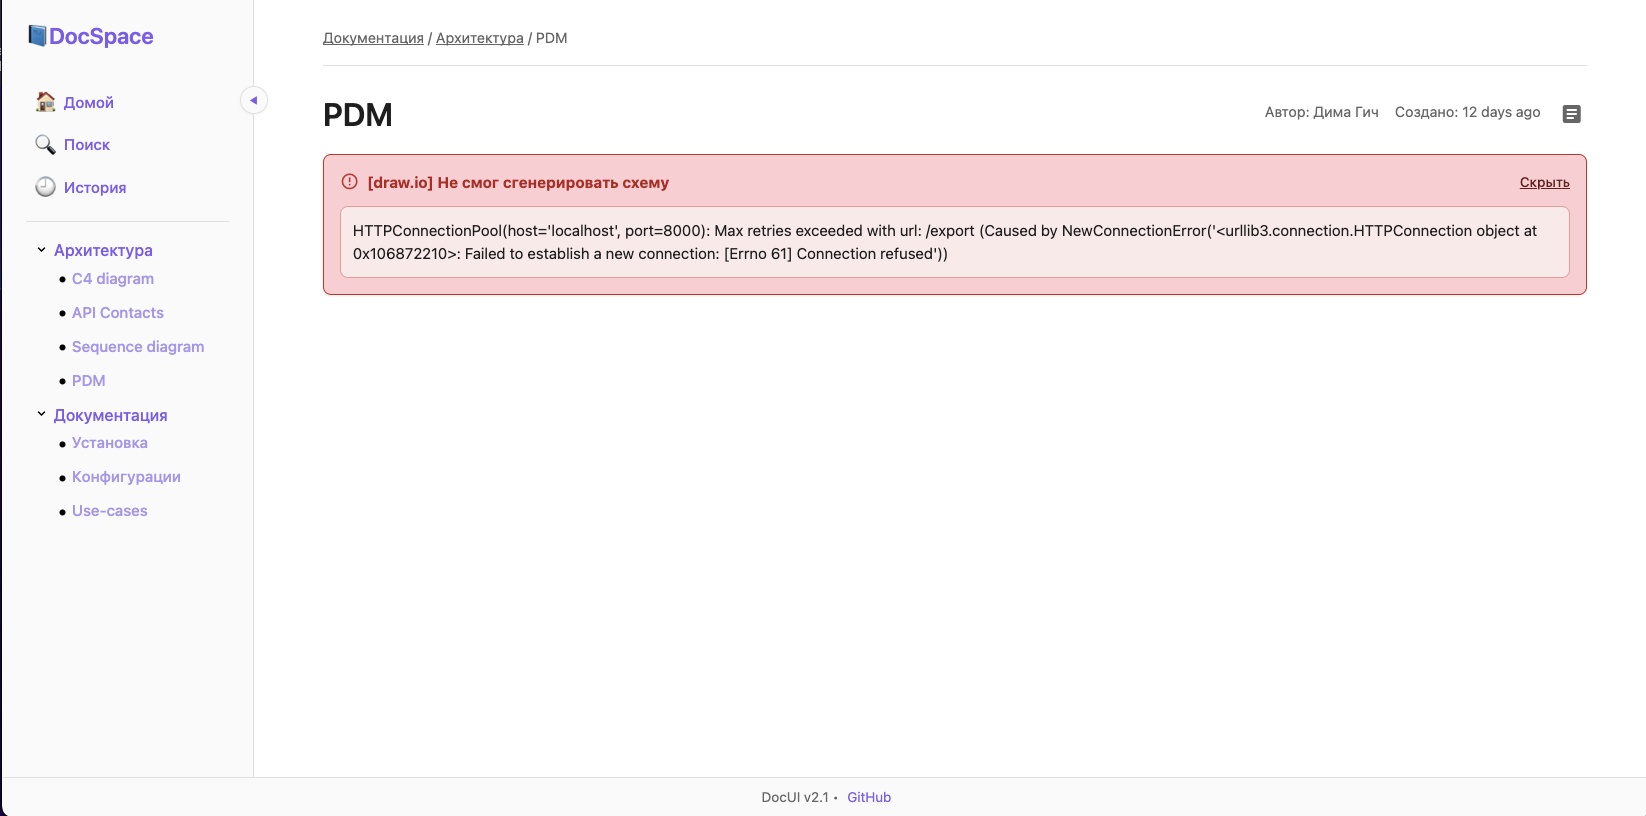 DocSpace
Домой
Поиск
История
Архитектура
C4 diagram
API Contacts
Sequence diagram
PDM
Документация
Установка
Конфигурации
Use-cases
Документация / Архитектура / PDM
PDM
Автор: Дима Гич Создано: 12 days ago
[draw.io] Не смог сгенерировать схему
Скрыть
HTTPConnectionPool(host='localhost', port=8000): Max retries exceeded with url: /export (Caused by NewConnectionError('<urllib3.connection.HTTPConnection object at
0x106872210>: Failed to establish a new connection: [Errno 61] Connection refused'))
DocUI v2.1 • GitHub